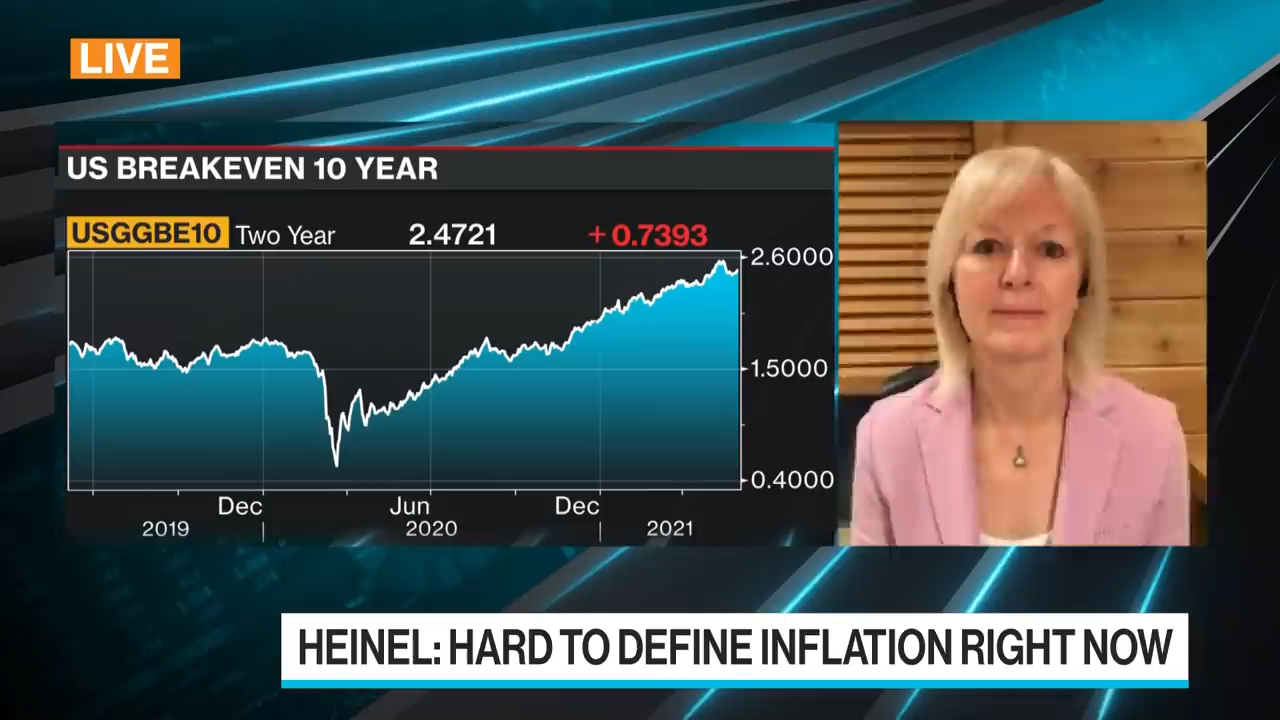 LIVE
US BREAKEVEN 10 YEAR
USGGBE10 Two Year 2.4721 +0.7393
2.6000
1.5000
0.4000
Dec Jun Dec
2019 2020 2021
HEINEL: HARD TO DEFINE INFLATION RIGHT NOW